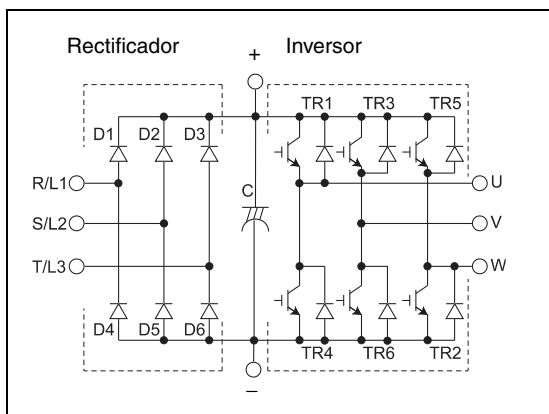 Rectificador Inversor
+
TR1 TR3 TR5
D1 D2 D3
R/L1 U
C
S/L2 V
T/L3 W
D4 D5 D6
TR4 TR6 TR2
−